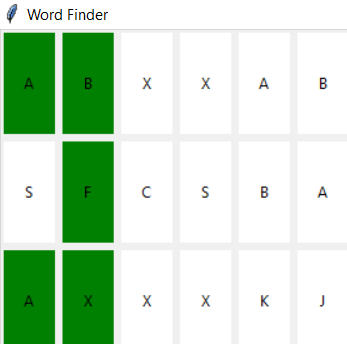 Word Finder
A B X X A B
S F C S B A
A X X X K J